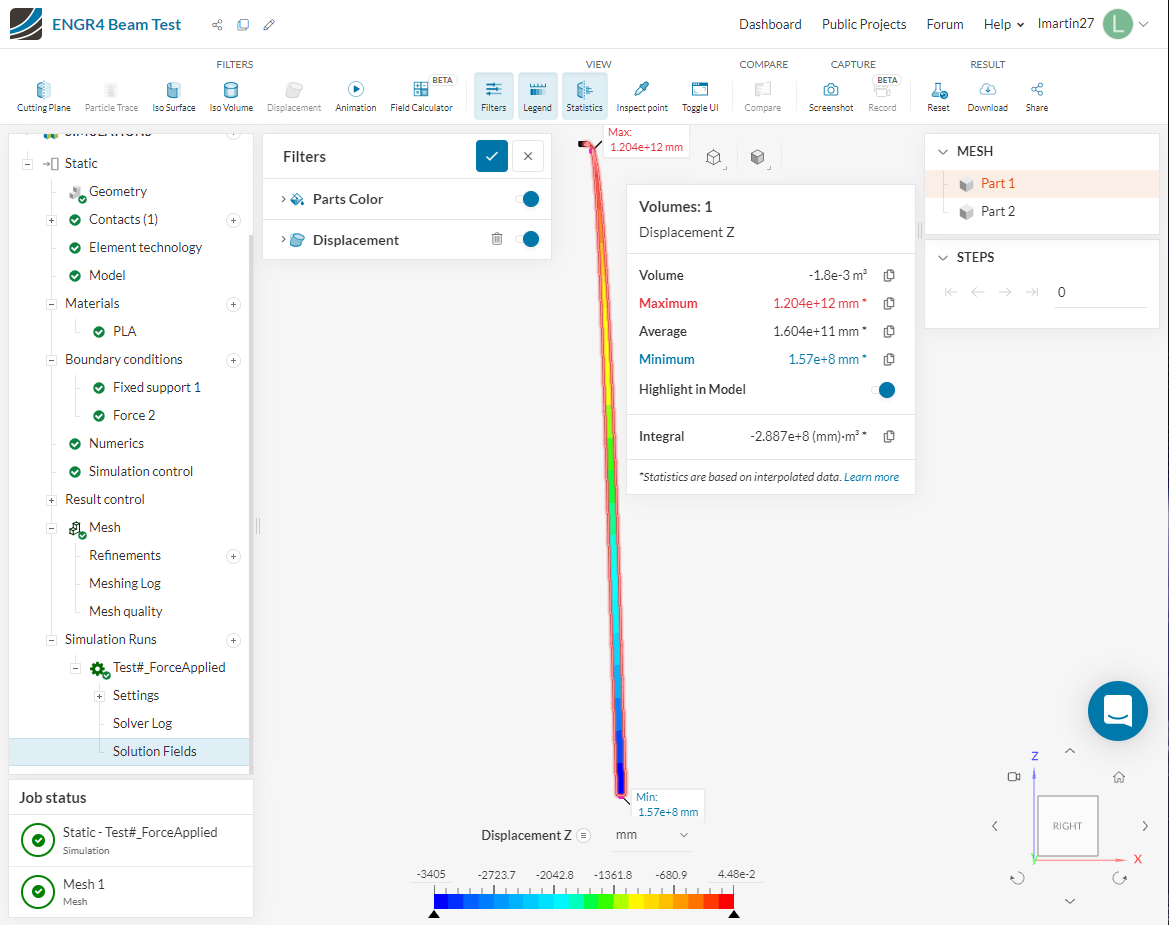 ENGR4 Beam Test
Dashboard
Public Projects
Forum
Help
lmartin27
L
FILTERS
VIEW
COMPARE
CAPTURE
RESULT
Cutting Plane
Particle Trace
Iso Surface
Iso Volume
Displacement
Animation
BETA
Field Calculator
Filters
Legend
Statistics
Inspect point
Toggle UI
Compare
Screenshot
BETA
Record
Reset
Download
Share
SIMULATIONS
Static
Geometry
Contacts (1)
Element technology
Model
Materials
PLA
Boundary conditions
Fixed support 1
Force 2
Numerics
Simulation control
Result control
Mesh
Refinements
Meshing Log
Mesh quality
Simulation Runs
Test#_ForceApplied
Settings
Solver Log
Solution Fields
Job status
Static - Test#_ForceApplied
Simulation
Mesh 1
Mesh
Filters
Parts Color
Displacement
Max:
1.204e+12 mm
Volumes: 1
Displacement Z
Volume -1.8e-3 m³
Maximum 1.204e+12 mm *
Average 1.604e+11 mm *
Minimum 1.57e+8 mm *
Highlight in Model
Integral -2.887e+8 (mm)·m³ *
*Statistics are based on interpolated data. Learn more
MESH
Part 1
Part 2
STEPS
0
Min:
1.57e+8 mm
Displacement Z mm
-3405 -2723.7 -2042.8 -1361.8 -680.9 4.48e-2
Z
RIGHT
Y
X